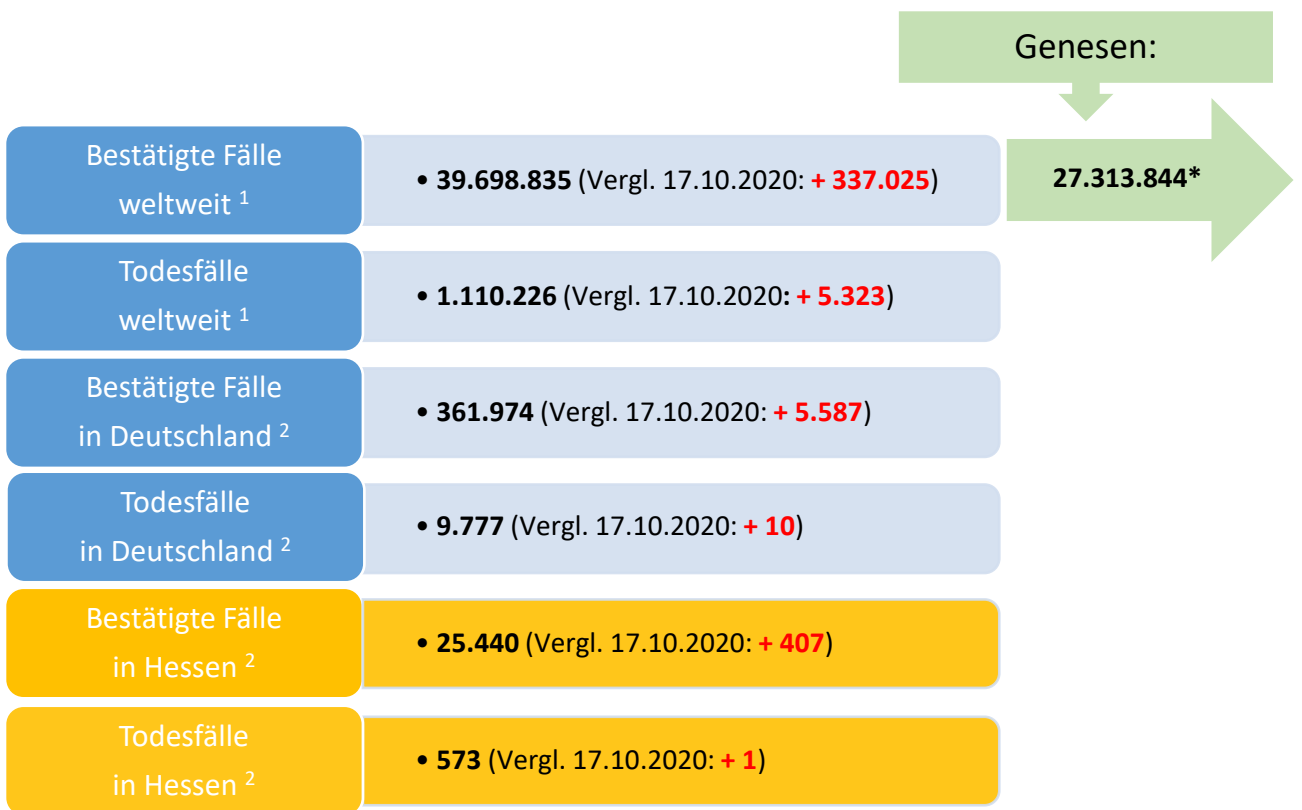 Genesen:
Bestätigte Fälle
weltweit ¹
• 39.698.835 (Vergl. 17.10.2020: + 337.025)
27.313.844*
Todesfälle
weltweit ¹
• 1.110.226 (Vergl. 17.10.2020: + 5.323)
Bestätigte Fälle
in Deutschland ²
• 361.974 (Vergl. 17.10.2020: + 5.587)
Todesfälle
in Deutschland ²
• 9.777 (Vergl. 17.10.2020: + 10)
Bestätigte Fälle
in Hessen ²
• 25.440 (Vergl. 17.10.2020: + 407)
Todesfälle
in Hessen ²
• 573 (Vergl. 17.10.2020: + 1)